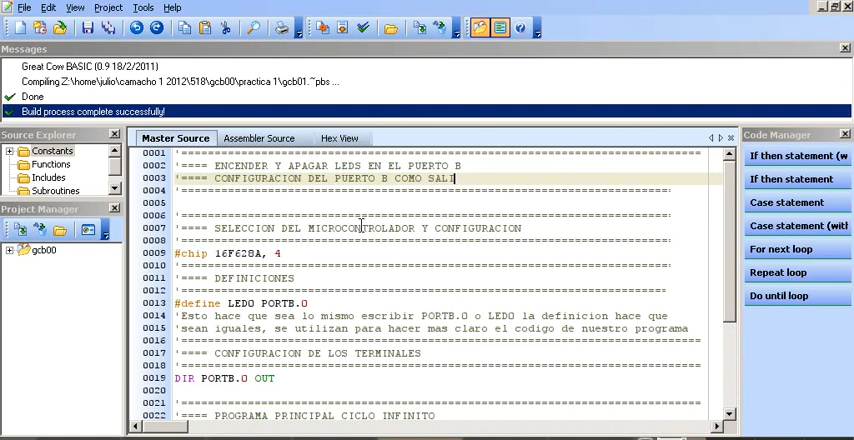 File Edit View Project Tools Help
Messages
Great Cow BASIC (0.9 18/2/2011)
Compiling Z:\home\julio\camacho 1 2012\518\gcb00\practica 1\gcb01.~pbs ...
Done
Build process complete successfully!
Source Explorer
Constants
Functions
Includes
Subroutines
Project Manager
gcb00
Master Source Assembler Source Hex View
0001 '===============================================================================
0002 '==== ENCENDER Y APAGAR LEDS EN EL PUERTO B
0003 '==== CONFIGURACION DEL PUERTO B COMO SALI
0004 '===========================================================================
0005
0006 '===========================================================================
0007 '==== SELECCION DEL MICROCONTROLADOR Y CONFIGURACION
0008 '===========================================================================
0009 #chip 16F628A, 4
0010 '===========================================================================
0011 '==== DEFINICIONES
0012 '==========================================================================
0013 #define LED0 PORTB.0
0014 'Esto hace que sea lo mismo escribir PORTB.0 o LED0 la definicion hace que
0015 'sean iguales, se utilizan para hacer mas claro el codigo de nuestro programa
0016 '===============================================================================
0017 '==== CONFIGURACION DE LOS TERMINALES
0018 '===============================================================================
0019 DIR PORTB.0 OUT
0020
0021 '===============================================================================
0022 '==== PROGRAMA PRINCIPAL CICLO INFINITO
Code Manager
If then statement (w
If then statement
Case statement
Case statement (witl
For next loop
Repeat loop
Do until loop